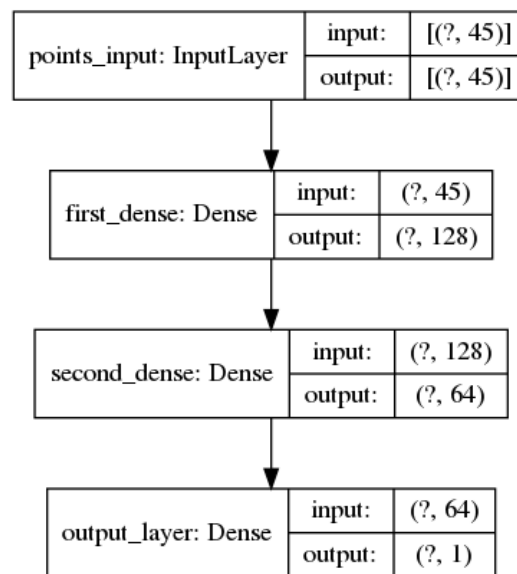 points_input: InputLayer
input: [(?, 45)]
output: [(?, 45)]
first_dense: Dense
input: (?, 45)
output: (?, 128)
second_dense: Dense
input: (?, 128)
output: (?, 64)
output_layer: Dense
input: (?, 64)
output: (?, 1)